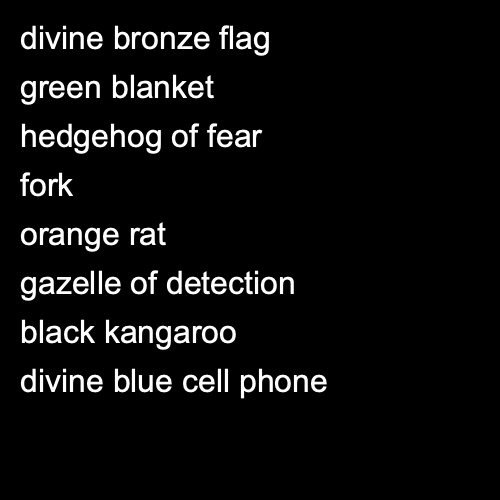 divine bronze flag
green blanket
hedgehog of fear
fork
orange rat
gazelle of detection
black kangaroo
divine blue cell phone